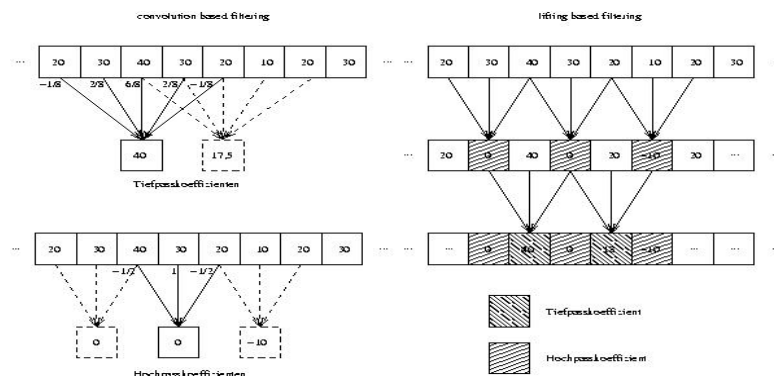 convolution based filtering
lifting based filtering
... 20 30 40 30 20 10 20 30 ...
... 20 30 40 30 20 10 20 30
-1/8 2/8 6/8 2/8 -1/8
40 17,5
... 20 0 40 0 20 -10 20 ...
Tiefpasskoeffizienten
... 20 30 40 30 20 10 20 30 ...
... ... 0 40 0 18 -10 ... ...
-1/2 1 -1/2
0 0 -10
Tiefpasskoeffizient
Hochpasskoeffizient
Hochpasskoeffizienten